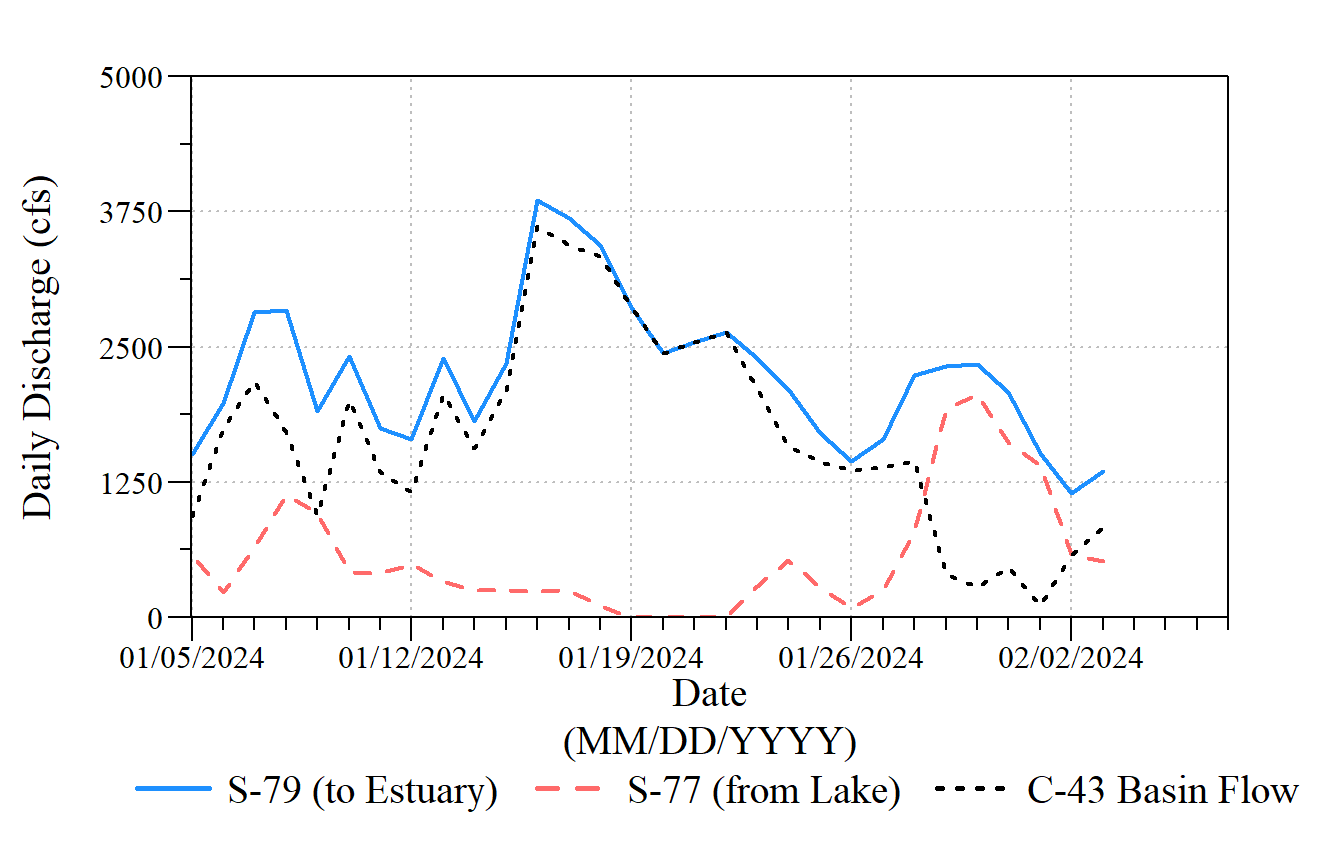 5000
3750
2500
1250
0
Daily Discharge (cfs)
01/05/2024 01/12/2024 01/19/2024 01/26/2024 02/02/2024
Date
(MM/DD/YYYY)
S-79 (to Estuary) S-77 (from Lake) C-43 Basin Flow